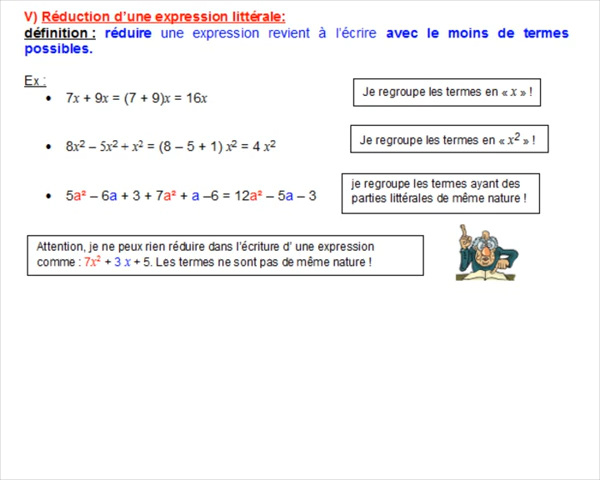 V) Réduction d'une expression littérale:
définition : réduire une expression revient à l'écrire avec le moins de termes
possibles.
Ex :
• 7x + 9x = (7 + 9)x = 16x
Je regroupe les termes en « x » !
• 8x² – 5x² + x² = (8 – 5 + 1) x² = 4 x²
Je regroupe les termes en « x² » !
• 5a² – 6a + 3 + 7a² + a –6 = 12a² – 5a – 3
je regroupe les termes ayant des
parties littérales de même nature !
Attention, je ne peux rien réduire dans l'écriture d' une expression
comme : 7x² + 3 x + 5. Les termes ne sont pas de même nature !